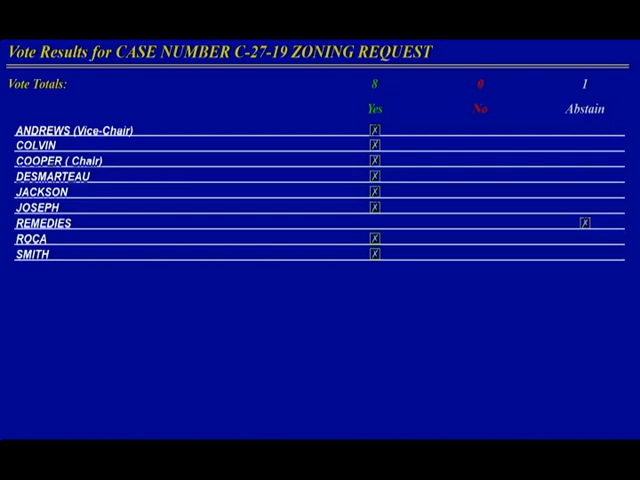 Vote Results for CASE NUMBER C-27-19 ZONING REQUEST
Vote Totals: 8 0 1
Yes No Abstain
ANDREWS (Vice-Chair)
COLVIN
COOPER ( Chair)
DESMARTEAU
JACKSON
JOSEPH
REMEDIES
ROCA
SMITH